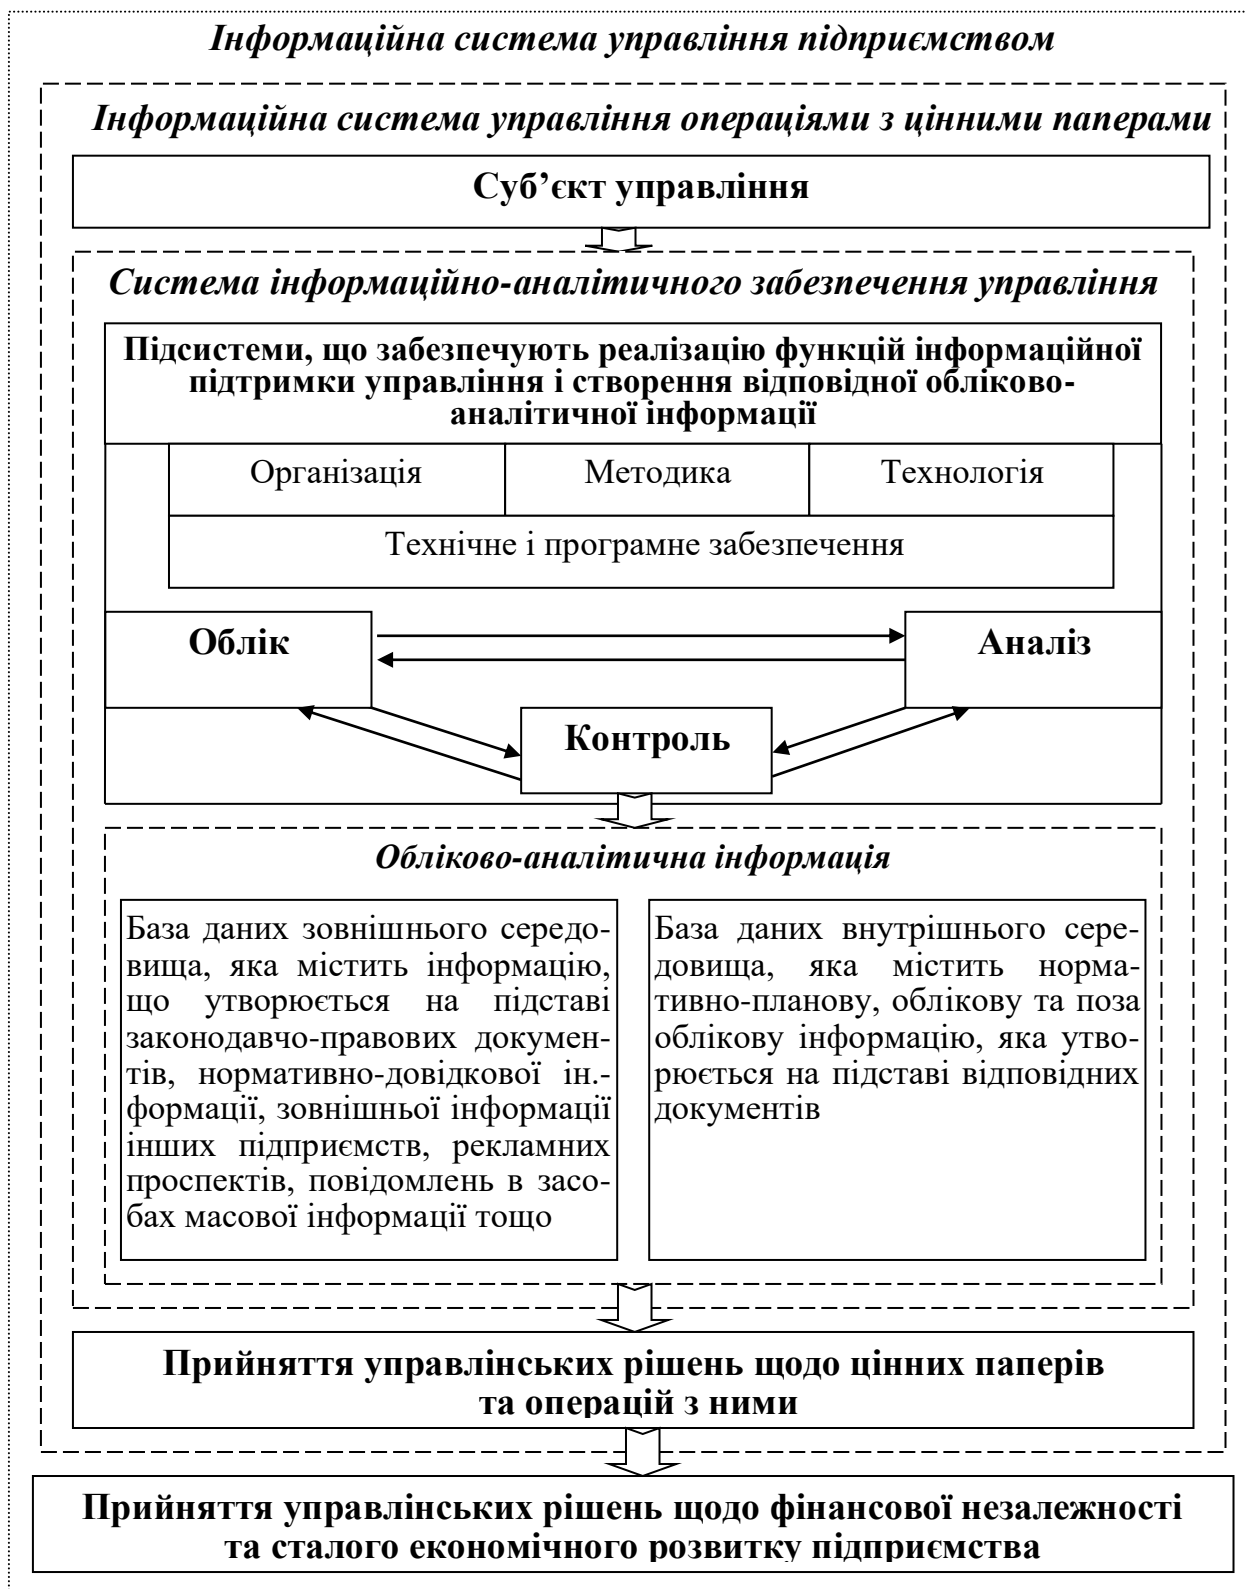 Інформаційна система управління підприємством
Інформаційна система управління операціями з цінними паперами
Суб’єкт управління
Система інформаційно-аналітичного забезпечення управління
Підсистеми, що забезпечують реалізацію функцій інформаційної
підтримки управління і створення відповідної обліково-
аналітичної інформації
Організація
Методика
Технологія
Технічне і програмне забезпечення
Облік
Аналіз
Контроль
Обліково-аналітична інформація
База даних зовнішнього середо-
вища, яка містить інформацію,
що утворюється на підставі
законодавчо-правових докумен-
тів, нормативно-довідкової ін.-
формації, зовнішньої інформації
інших підприємств, рекламних
проспектів, повідомлень в засо-
бах масової інформації тощо
База даних внутрішнього сере-
довища, яка містить норма-
тивно-планову, облікову та поза
облікову інформацію, яка утво-
рюється на підставі відповідних
документів
Прийняття управлінських рішень щодо цінних паперів
та операцій з ними
Прийняття управлінських рішень щодо фінансової незалежності
та сталого економічного розвитку підприємства